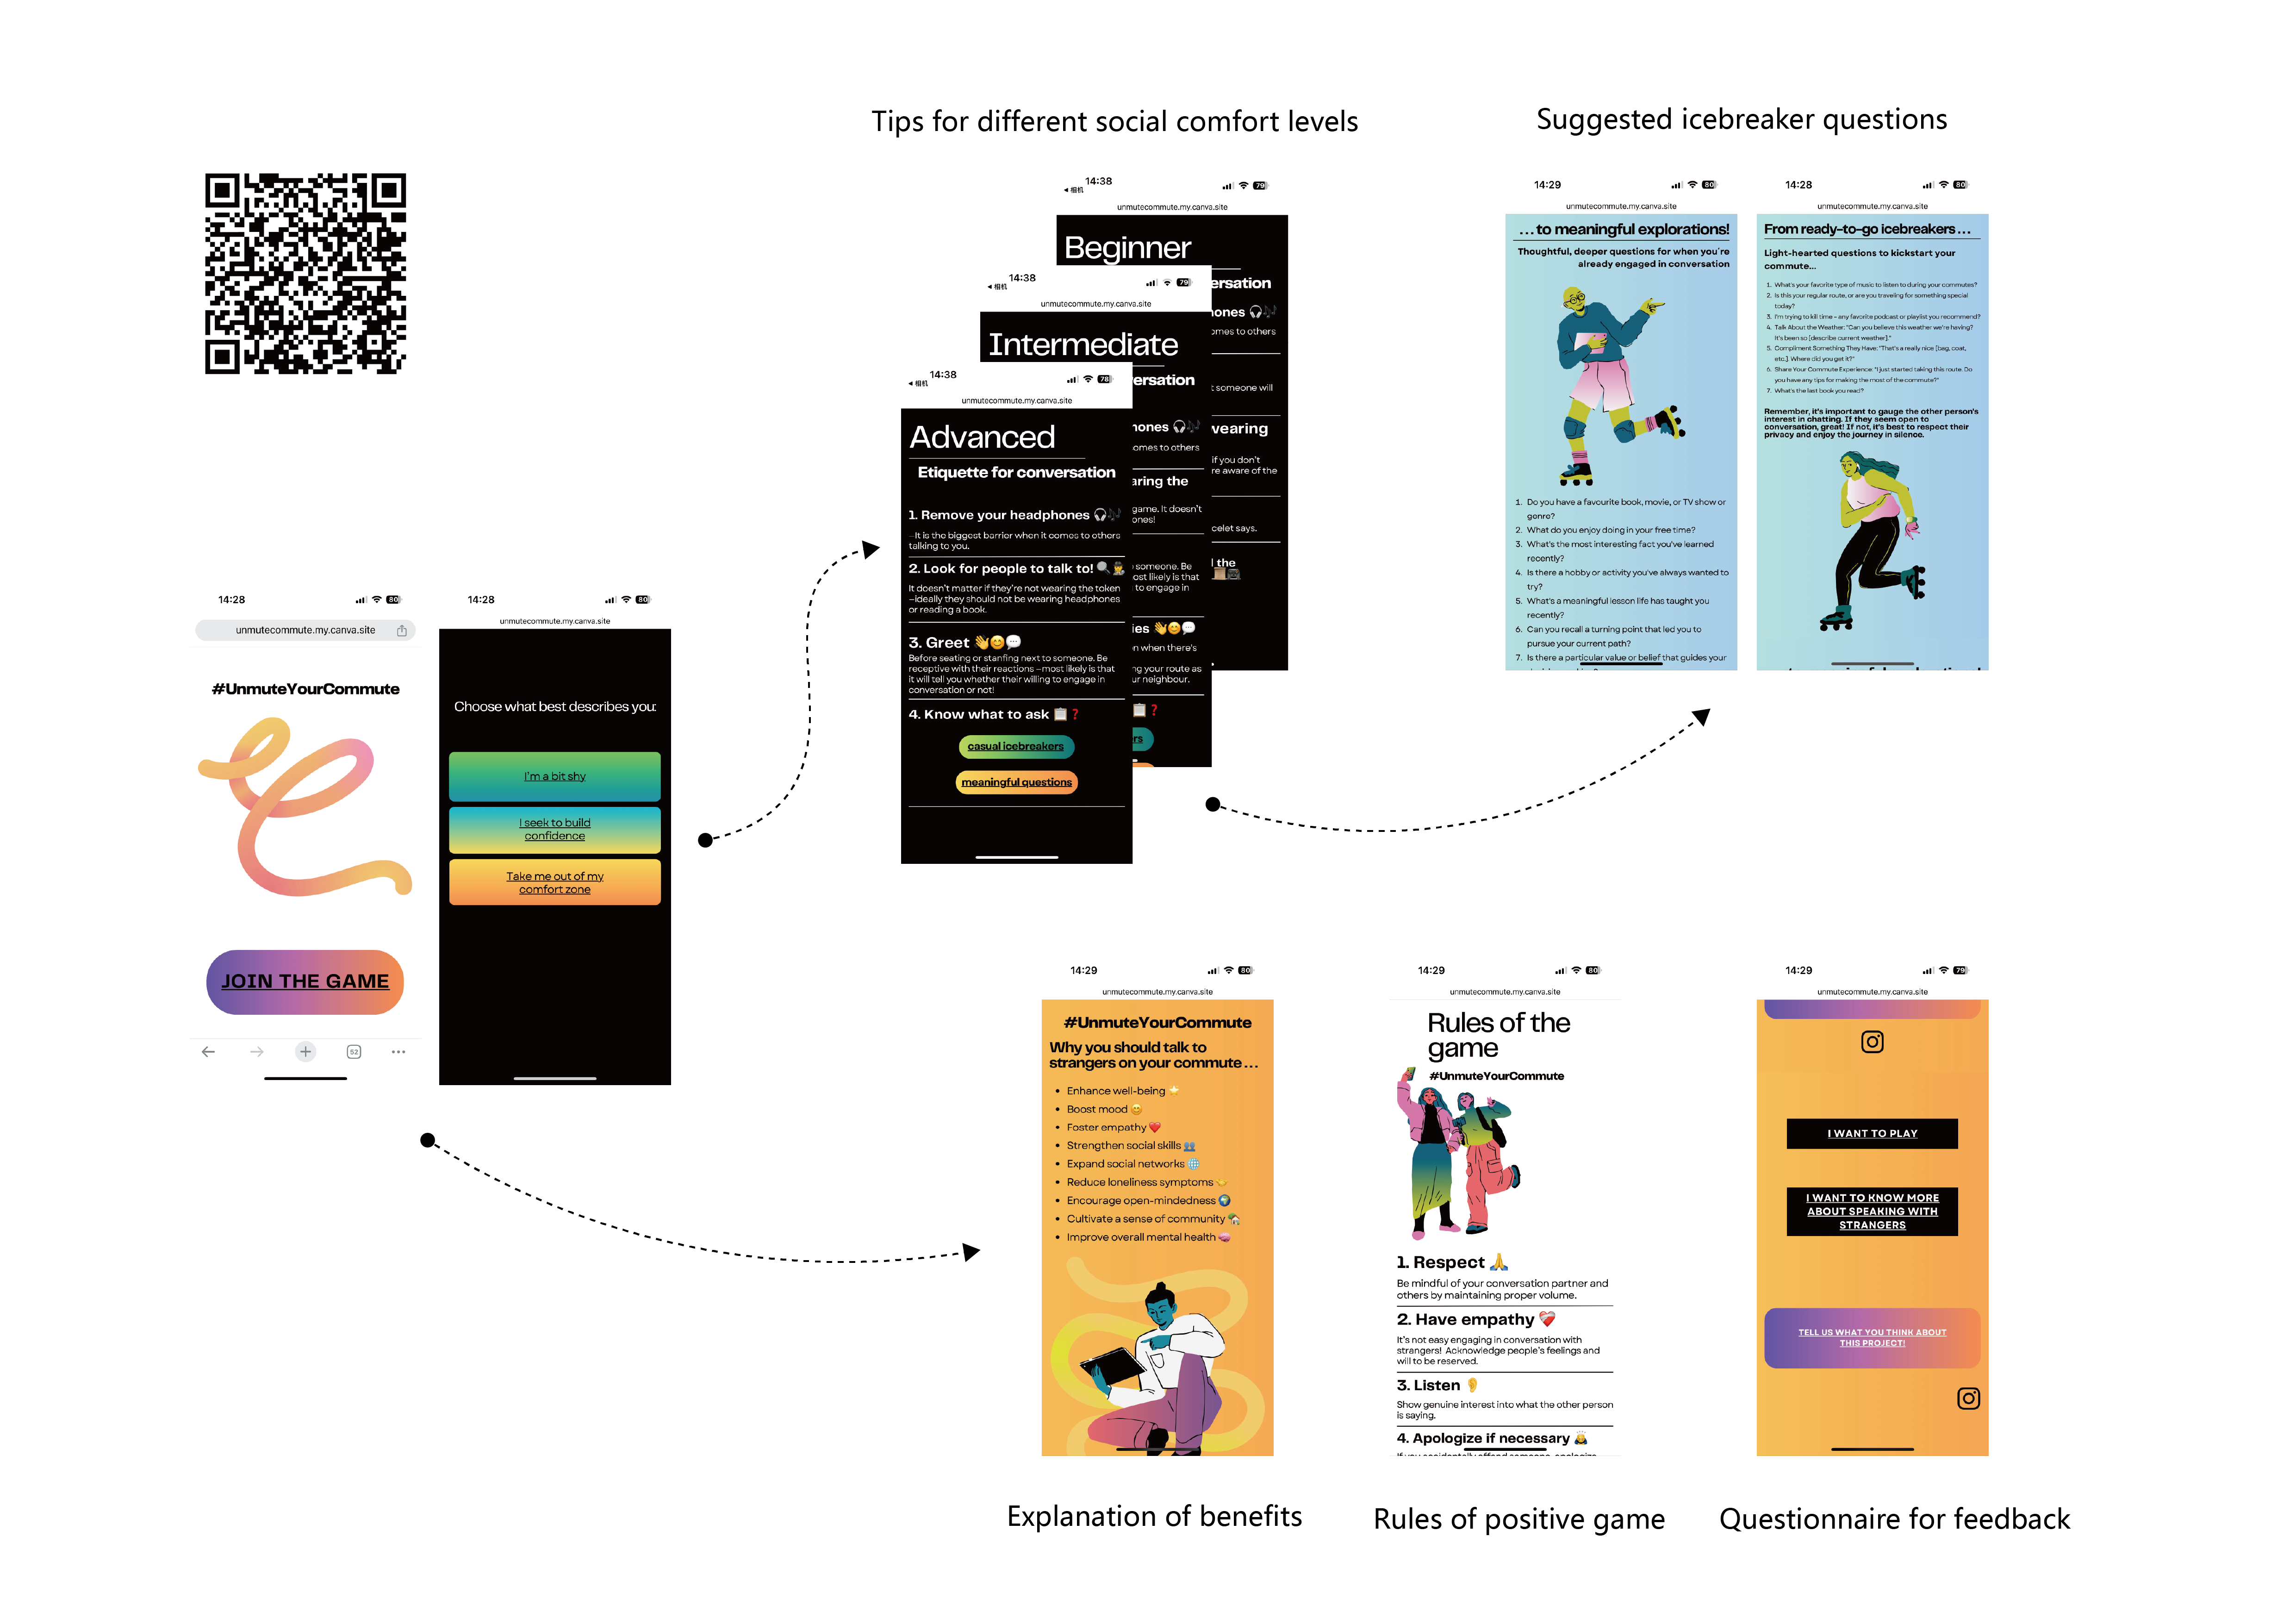 Tips for different social comfort levels
Suggested icebreaker questions
14:28
80
unmutecommute.my.canva.site
#UnmuteYourCommute
JOIN THE GAME
52
14:28
80
unmutecommute.my.canva.site
Choose what best describes you:
I'm a bit shy
I seek to build
confidence
Take me out of my
comfort zone
14:38
相机
79
unmutecommute.my.canva.site
Beginner
ersation
omes to others
t someone will
wearing
if you don't
re aware of the
celet says.
the
14:38
相机
79
unmutecommute.my.canva.site
Intermediate
ersation
omes to others
aring the
game. It doesn't
ones!
someone. Be
ost likely is that
to engage in
ies 👋😊💬
on when there's
ng your route as
ur neighbour.
📋❓
rs
14:38
相机
78
unmutecommute.my.canva.site
Advanced
Etiquette for conversation
1. Remove your headphones 🎧🎶
–It is the biggest barrier when it comes to others
talking to you.
2. Look for people to talk to! 🔍
It doesn't matter if they're not wearing the token
–ideally they should not be wearing headphones
or reading a book.
3. Greet 👋😊💬
Before seating or stanfing next to someone. Be
receptive with their reactions –most likely is that
it will tell you whether their willing to engage in
conversation or not!
4. Know what to ask 📋❓
casual icebreakers
meaningful questions
14:29
80
unmutecommute.my.canva.site
...to meaningful explorations!
Thoughtful, deeper questions for when you're
already engaged in conversation
1. Do you have a favourite book, movie, or TV show or
genre?
2. What do you enjoy doing in your free time?
3. What's the most interesting fact you've learned
recently?
4. Is there a hobby or activity you've always wanted to
try?
5. What's a meaningful lesson life has taught you
recently?
6. Can you recall a turning point that led you to
pursue your current path?
7. Is there a particular value or belief that guides your
14:28
80
unmutecommute.my.canva.site
From ready-to-go icebreakers...
Light-hearted questions to kickstart your
commute...
1. What's your favorite type of music to listen to during your commutes?
2. Is this your regular route, or are you traveling for something special
today?
3. I'm trying to kill time – any favorite podcast or playlist you recommend?
4. Talk About the Weather: "Can you believe this weather we're having?
It's been so [describe current weather]."
5. Compliment Something They Have: "That's a really nice [bag, coat,
etc.]. Where did you get it?"
6. Share Your Commute Experience: "I just started taking this route. Do
you have any tips for making the most of the commute?"
7. What's the last book you read?
Remember, it's important to gauge the other person's
interest in chatting. If they seem open to
conversation, great! If not, it's best to respect their
privacy and enjoy the journey in silence.
14:29
80
unmutecommute.my.canva.site
#UnmuteYourCommute
Why you should talk to
strangers on your commute...
• Enhance well-being 🌟
• Boost mood 😊
• Foster empathy ❤️
• Strengthen social skills 👥
• Expand social networks 🌐
• Reduce loneliness symptoms 🤝
• Encourage open-mindedness 🌍
• Cultivate a sense of community 🏡
• Improve overall mental health 🧠
14:29
80
unmutecommute.my.canva.site
Rules of the
game
#UnmuteYourCommute
1. Respect 🙏
Be mindful of your conversation partner and
others by maintaining proper volume.
2. Have empathy ❤️‍🩹
It's not easy engaging in conversation with
strangers! Acknowledge people's feelings and
will to be reserved.
3. Listen 👂
Show genuine interest into what the other person
is saying.
4. Apologize if necessary 🙇
14:29
79
unmutecommute.my.canva.site
I WANT TO PLAY
I WANT TO KNOW MORE
ABOUT SPEAKING WITH
STRANGERS
TELL US WHAT YOU THINK ABOUT
THIS PROJECT!
Explanation of benefits
Rules of positive game
Questionnaire for feedback